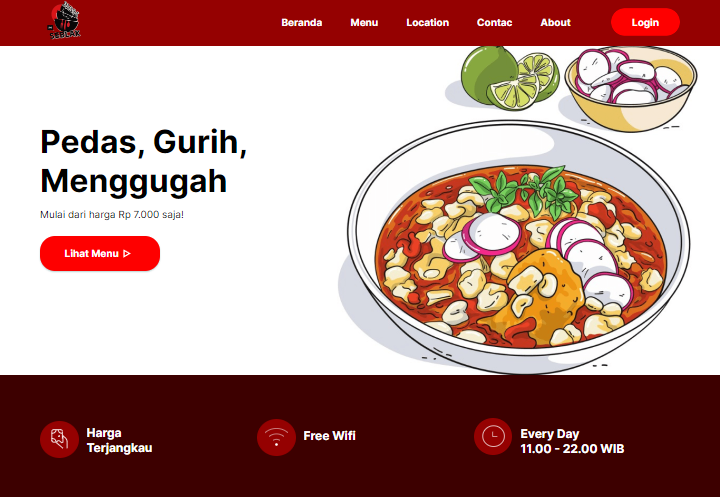 Beranda Menu Location Contac About Login
Pedas, Gurih,
Menggugah
Mulai dari harga Rp 7.000 saja!
Lihat Menu
Harga
Terjangkau
Free Wifi
Every Day
11.00 - 22.00 WIB